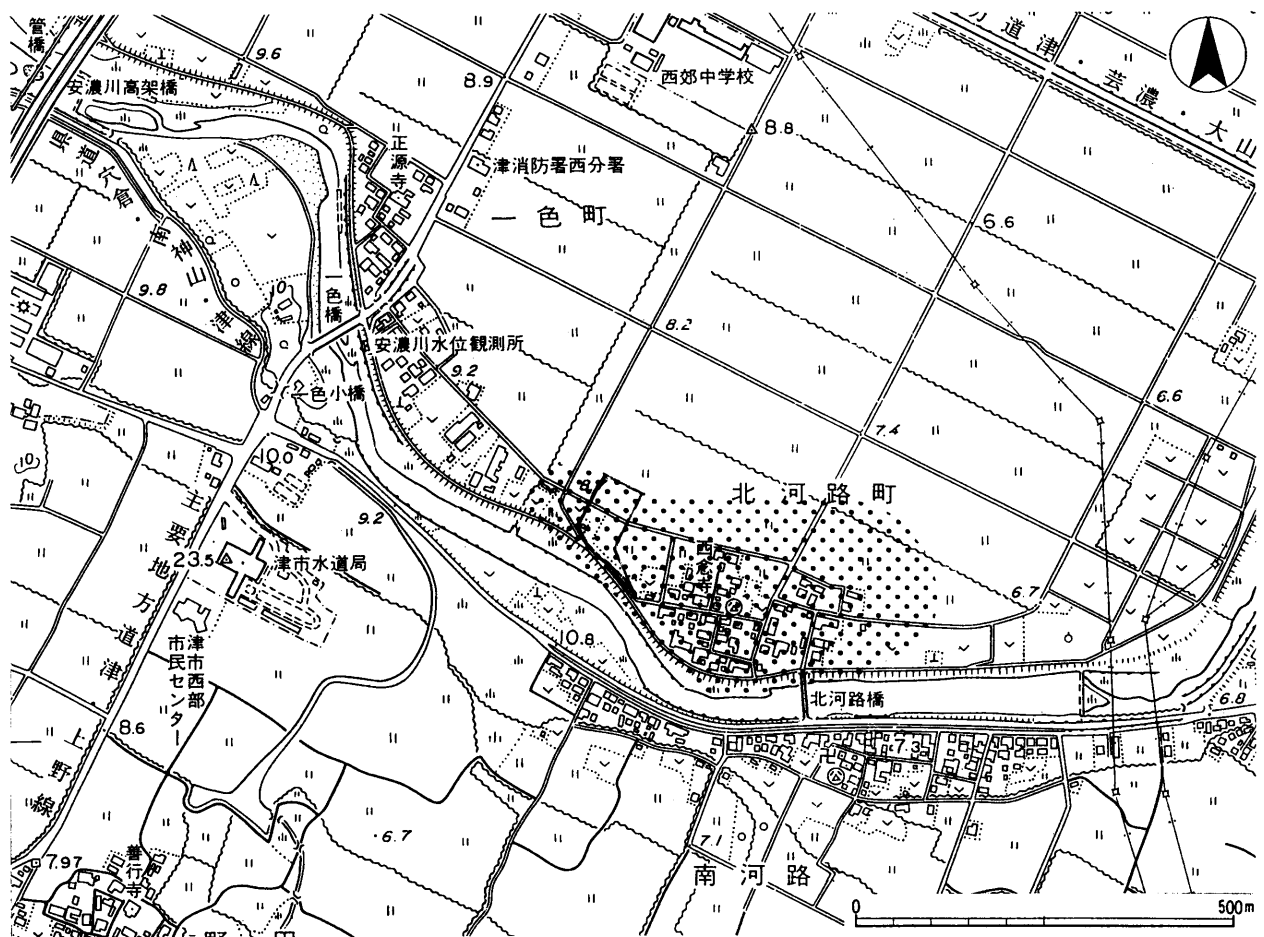 管橋
9.6
安濃川高架橋
8.9
西郊中学校
方道津・芸濃・大山
8.8
正源寺
津消防署西分署
県道穴倉・南神山・津線
一色町
6.6
9.8
10
一色橋
安濃川水位観測所
8.2
9.2
一色小橋
6.6
7.4
10
10.0
北河路町
9.2
主要地方道津上野線
23.5
津市水道局
6.7
10.8
津市西部市民センター
北河路橋
6.8
8.6
7.3
6.7
7.1
7.97
善行寺
南河路
野田
0
500m